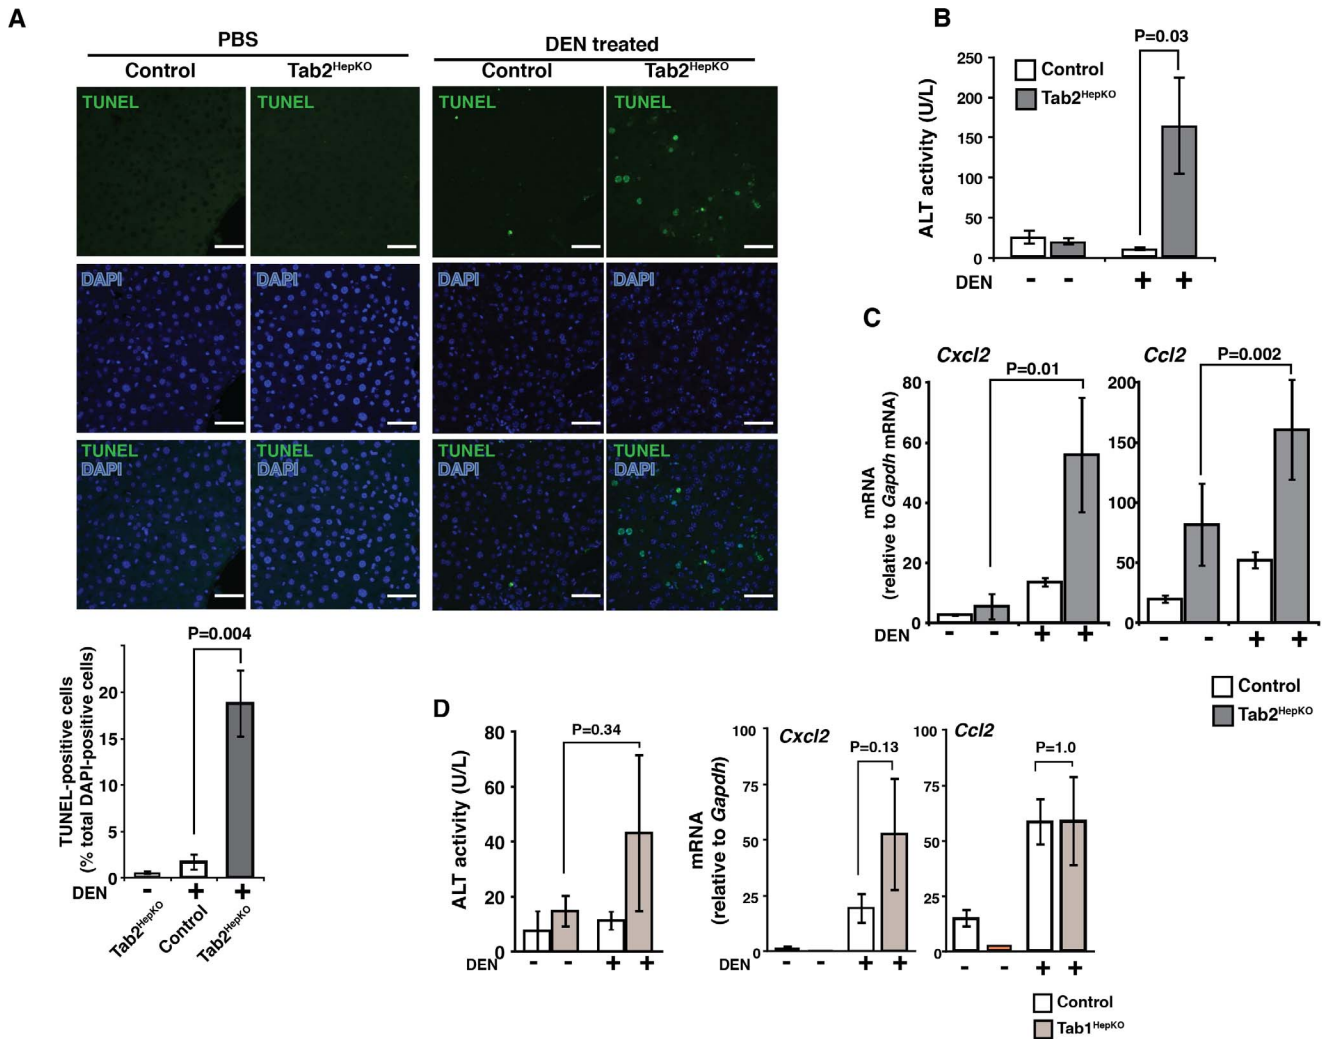 A
PBS
DEN treated
Control
Tab2HepKO
Control
Tab2HepKO
TUNEL
TUNEL
TUNEL
TUNEL
DAPI
DAPI
DAPI
DAPI
TUNEL
DAPI
TUNEL
DAPI
TUNEL
DAPI
TUNEL
DAPI
P=0.004
TUNEL-positive cells
(% total DAPI-positive cells)
20
15
10
5
0
DEN
-
+
+
Tab2HepKO
Control
Tab2HepKO
B
P=0.03
ALT activity (U/L)
250
200
150
100
50
0
Control
Tab2HepKO
DEN
-
-
+
+
C
Cxcl2
P=0.01
mRNA
(relative to Gapdh mRNA)
80
60
40
20
0
DEN
-
-
+
+
Ccl2
P=0.002
200
150
100
50
0
-
-
+
+
Control
Tab2HepKO
D
P=0.34
ALT activity (U/L)
80
60
40
20
0
DEN
-
-
+
+
Cxcl2
P=0.13
mRNA
(relative to Gapdh)
100
75
50
25
0
DEN
-
-
+
+
Ccl2
P=1.0
100
75
50
25
0
-
-
+
+
Control
Tab1HepKO